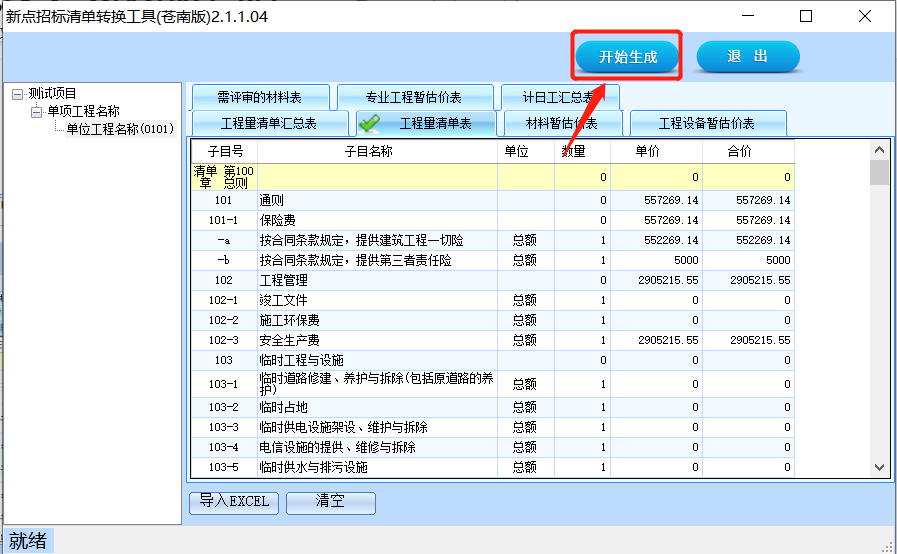 新点招标清单转换工具(苍南版)2.1.1.04
开始生成 退 出
测试项目
单项工程名称
单位工程名称(0101)
需评审的材料表 专业工程暂估价表 计日工汇总表
工程量清单汇总表 工程量清单表 材料暂估价表 工程设备暂估价表
子目号 子目名称 单位 数量 单价 合价
清单 第100
章 总则 0 0 0
101 通则 0 557269.14 557269.14
101-1 保险费 0 557269.14 557269.14
-a 按合同条款规定，提供建筑工程一切险 总额 1 552269.14 552269.14
-b 按合同条款规定，提供第三者责任险 总额 1 5000 5000
102 工程管理 0 2905215.55 2905215.55
102-1 竣工文件 总额 1 0 0
102-2 施工环保费 总额 1 0 0
102-3 安全生产费 总额 1 2905215.55 2905215.55
103 临时工程与设施 0 0 0
103-1 临时道路修建、养护与拆除(包括原道路的养
护) 总额 1 0 0
103-2 临时占地 总额 1 0 0
103-3 临时供电设施架设、维护与拆除 总额 1 0 0
103-4 电信设施的提供、维修与拆除 总额 1 0 0
103-5 临时供水与排污设施 总额 1 0 0
导入EXCEL 清空
就绪